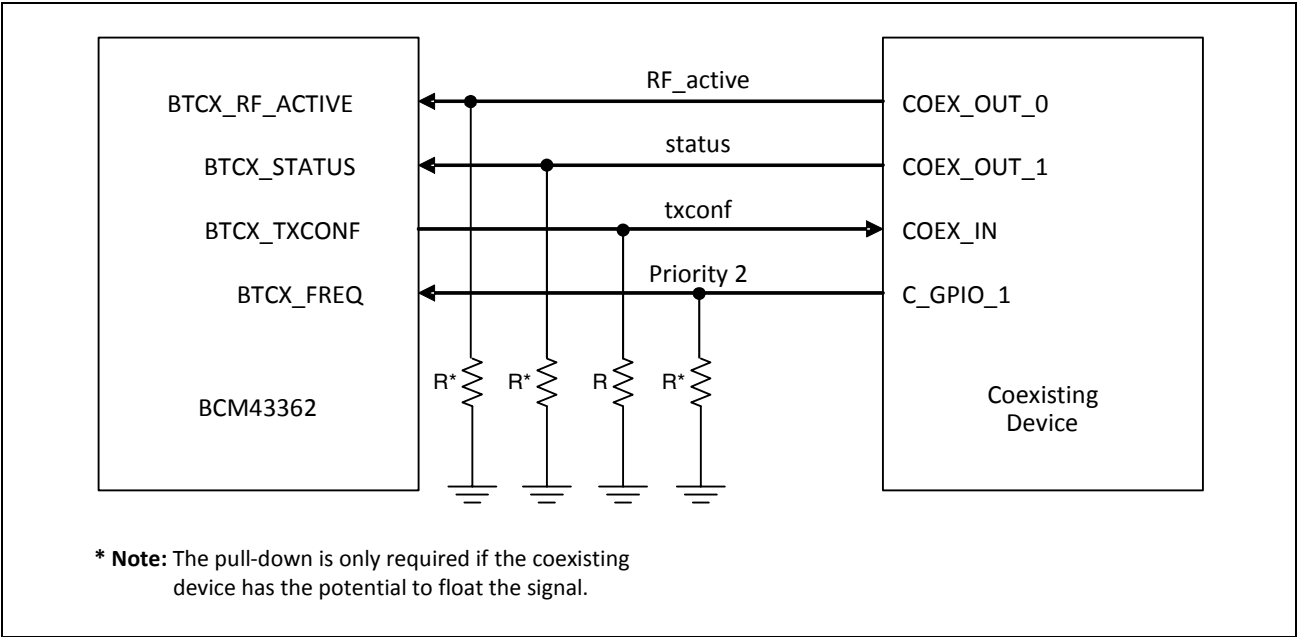 RF_active
BTCX_RF_ACTIVE
COEX_OUT_0
status
BTCX_STATUS
COEX_OUT_1
txconf
BTCX_TXCONF
COEX_IN
Priority 2
BTCX_FREQ
C_GPIO_1
R*
R*
R
R*
BCM43362
Coexisting
Device
* Note: The pull-down is only required if the coexisting
device has the potential to float the signal.